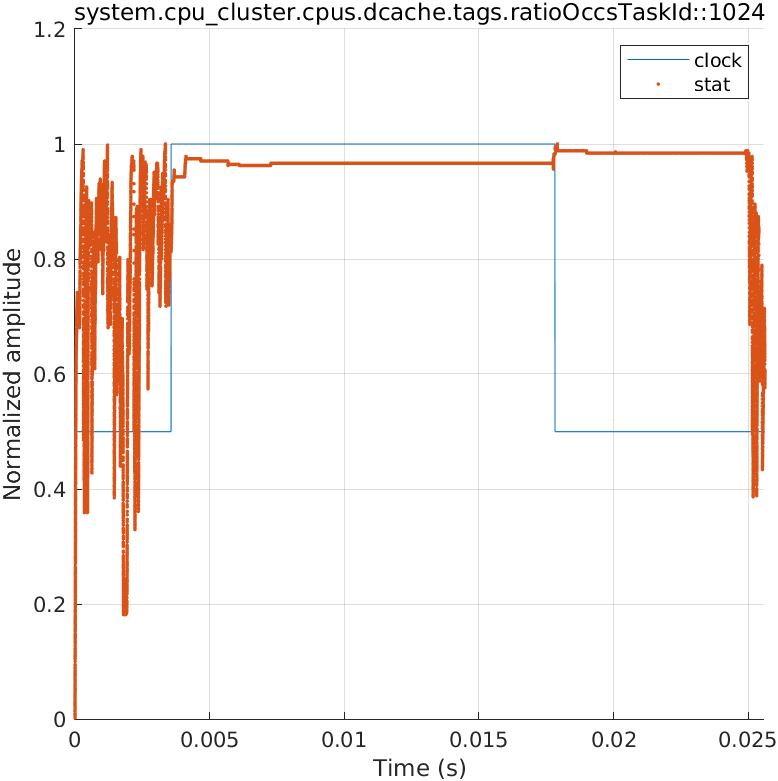 system.cpu_cluster.cpus.dcache.tags.ratioOccsTaskId::1024
1.2
clock
stat
1
0.8
0.6
0.4
0.2
0
Normalized amplitude
0
0.005
0.01
0.015
0.02
0.025
Time (s)